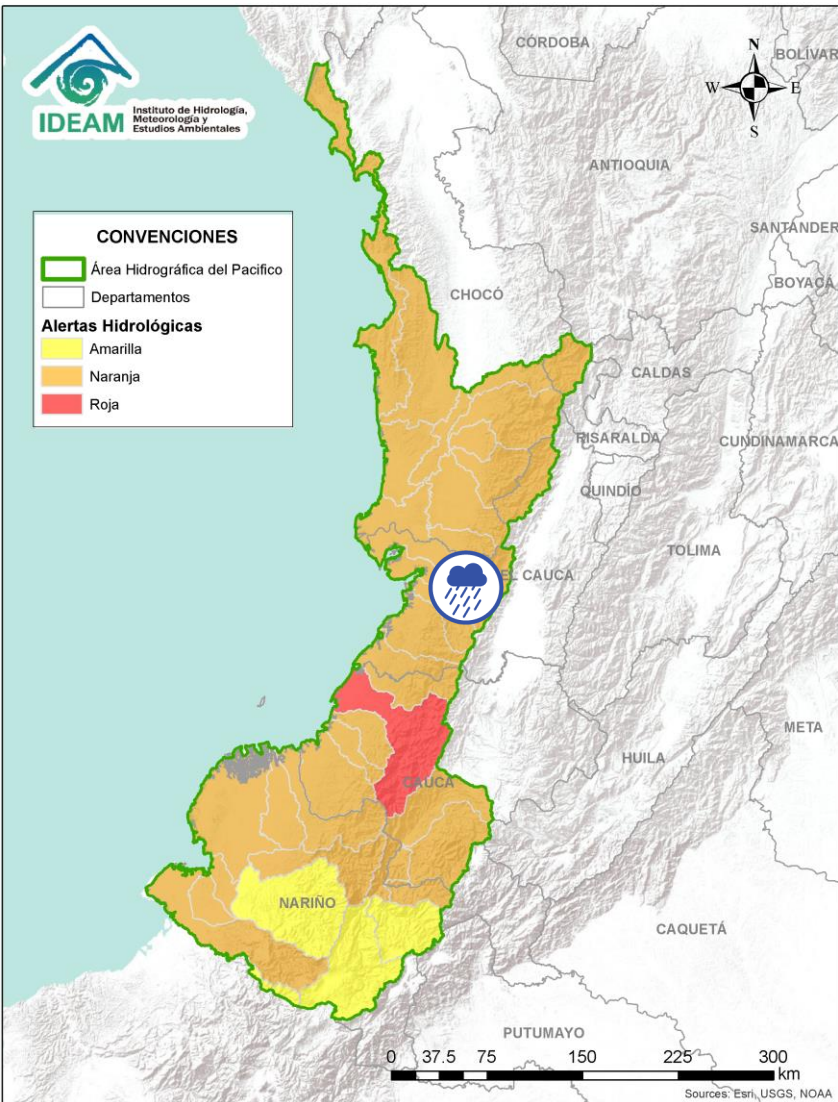 IDEAM
Instituto de Hidrología,
Meteorología y
Estudios Ambientales
CÓRDOBA
BOLIVAR
N
W
E
S
ANTIOQUIA
SANTANDER
CONVENCIONES
Área Hidrográfica del Pacifico
Departamentos
Alertas Hidrológicas
Amarilla
Naranja
Roja
BOYACÁ
CHOCÓ
CALDAS
RISARALDA
CUNDINAMARCA
QUINDÍO
TOLIMA
EL CAUCA
META
HUILA
CAUCA
NARIÑO
CAQUETÁ
PUTUMAYO
0 37.5 75 150 225 300
km
Sources: Esri, USGS, NOAA